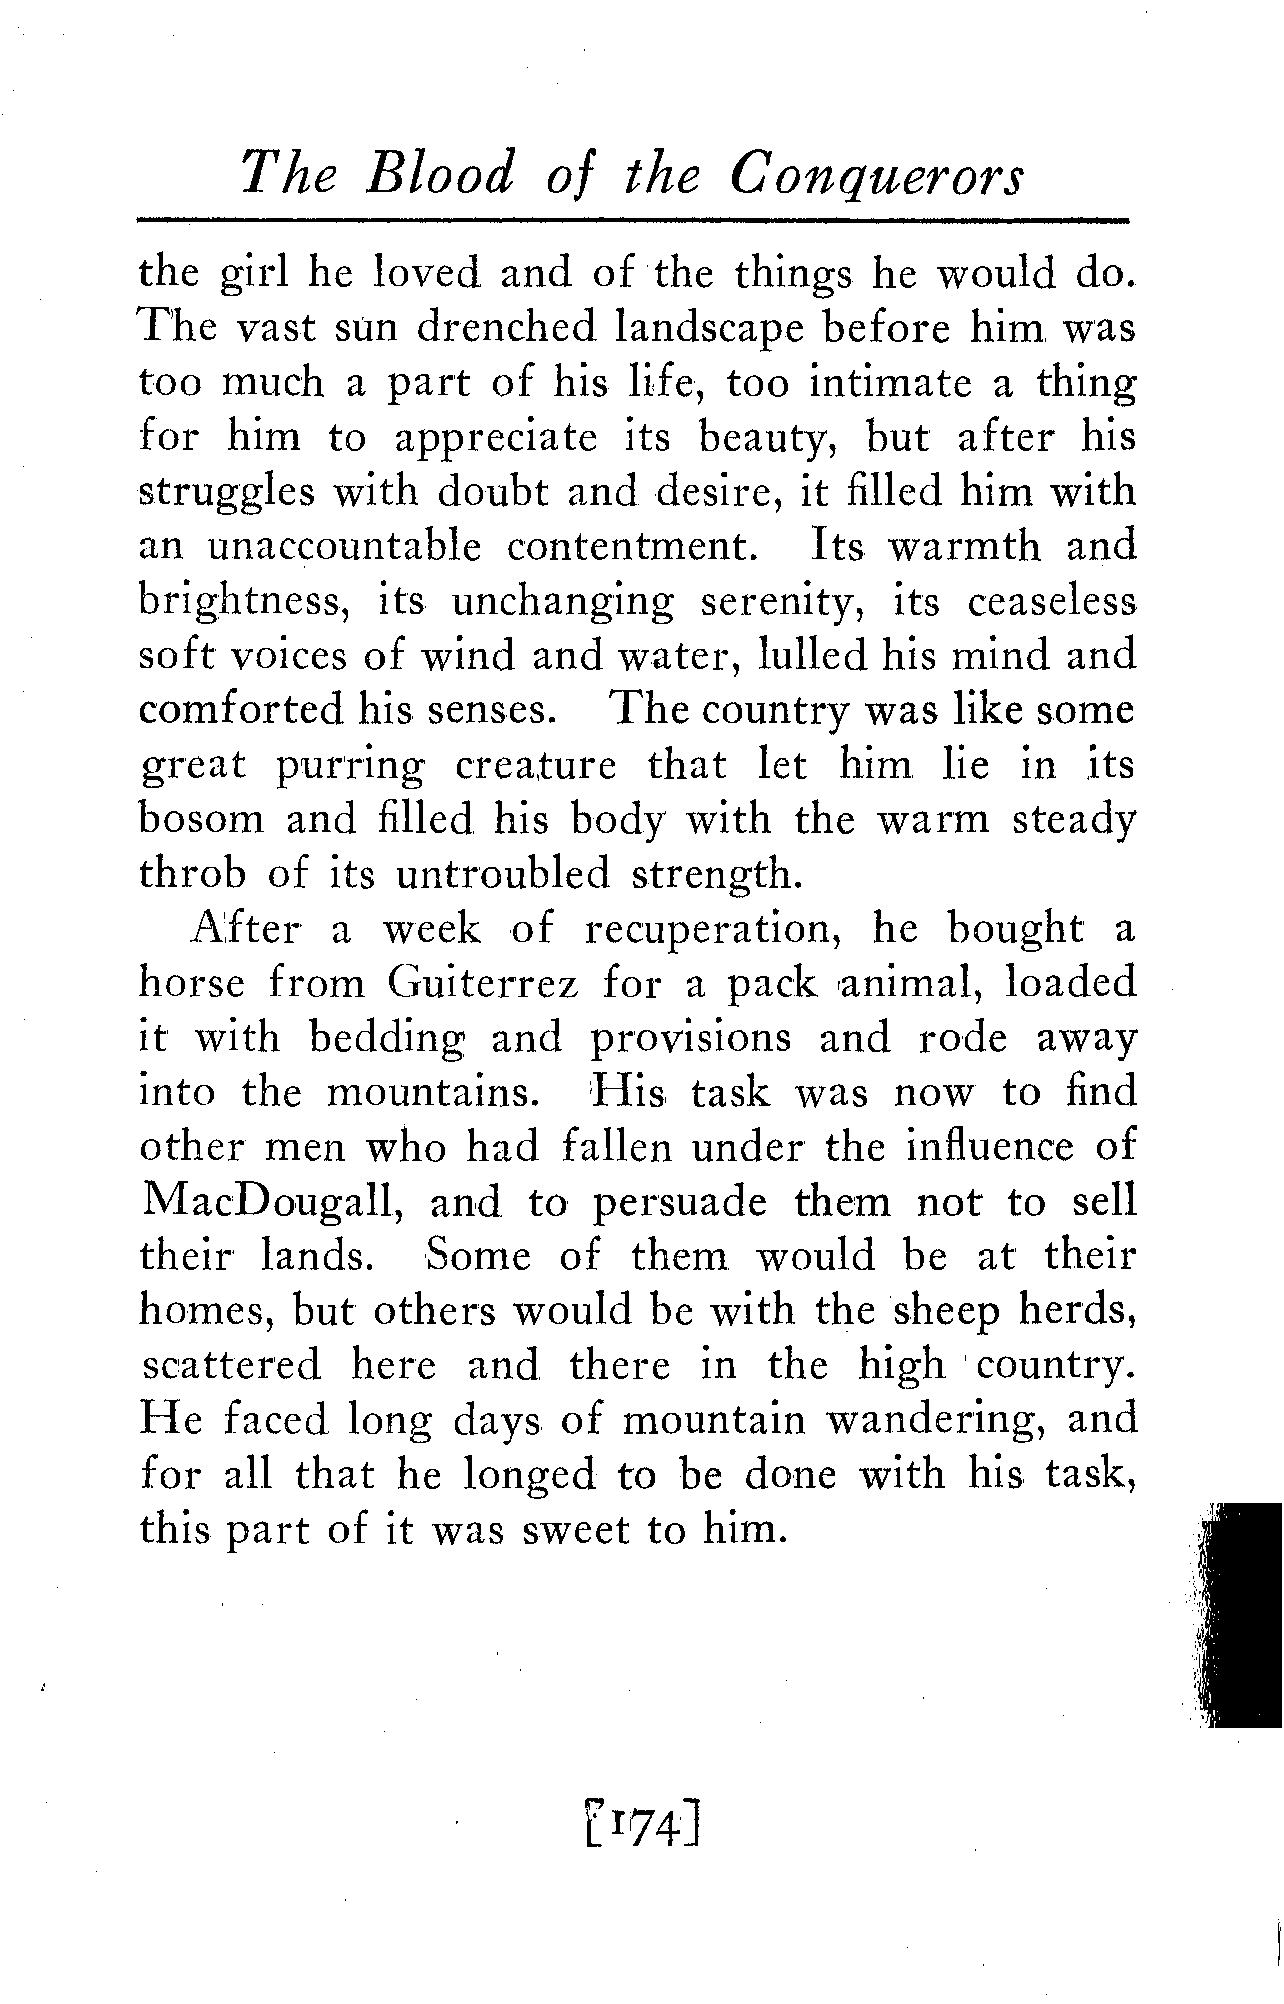 The Blood of the Conquerors
the girl he loved and of the things he would do.
The vast sun drenched landscape before him was
too much a part of his life, too intimate a thing
for him to appreciate its beauty, but after his
struggles with doubt and desire, it filled him with
an unaccountable contentment. Its warmth and
brightness, its unchanging serenity, its ceaseless
soft voices of wind and water, lulled his mind and
comforted his senses. The country was like some
great purring creature that let him lie in its
bosom and filled his body with the warm steady
throb of its untroubled strength.
After a week of recuperation, he bought a
horse from Guiterrez for a pack animal, loaded
it with bedding and provisions and rode away
into the mountains. His task was now to find
other men who had fallen under the influence of
MacDougall, and to persuade them not to sell
their lands. Some of them would be at their
homes, but others would be with the sheep herds,
scattered here and there in the high country.
He faced long days of mountain wandering, and
for all that he longed to be done with his task,
this part of it was sweet to him.
[174]